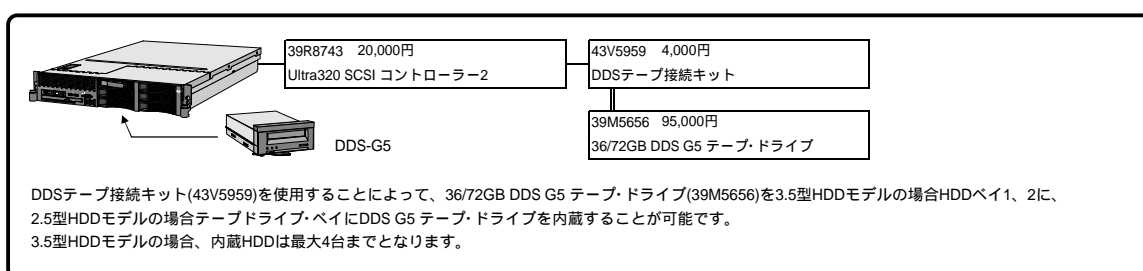 39R8743 20,000円
Ultra320 SCSI コントローラー2
43V5959 4,000円
DDSテープ接続キット
39M5656 95,000円
36/72GB DDS G5 テープ・ドライブ
DDS-G5
DDSテープ接続キット(43V5959)を使用することによって、36/72GB DDS G5 テープ・ドライブ(39M5656)を3.5型HDDモデルの場合HDDベイ1、2に、
2.5型HDDモデルの場合テープドライブ・ベイにDDS G5 テープ・ドライブを内蔵することが可能です。
3.5型HDDモデルの場合、内蔵HDDは最大4台までとなります。